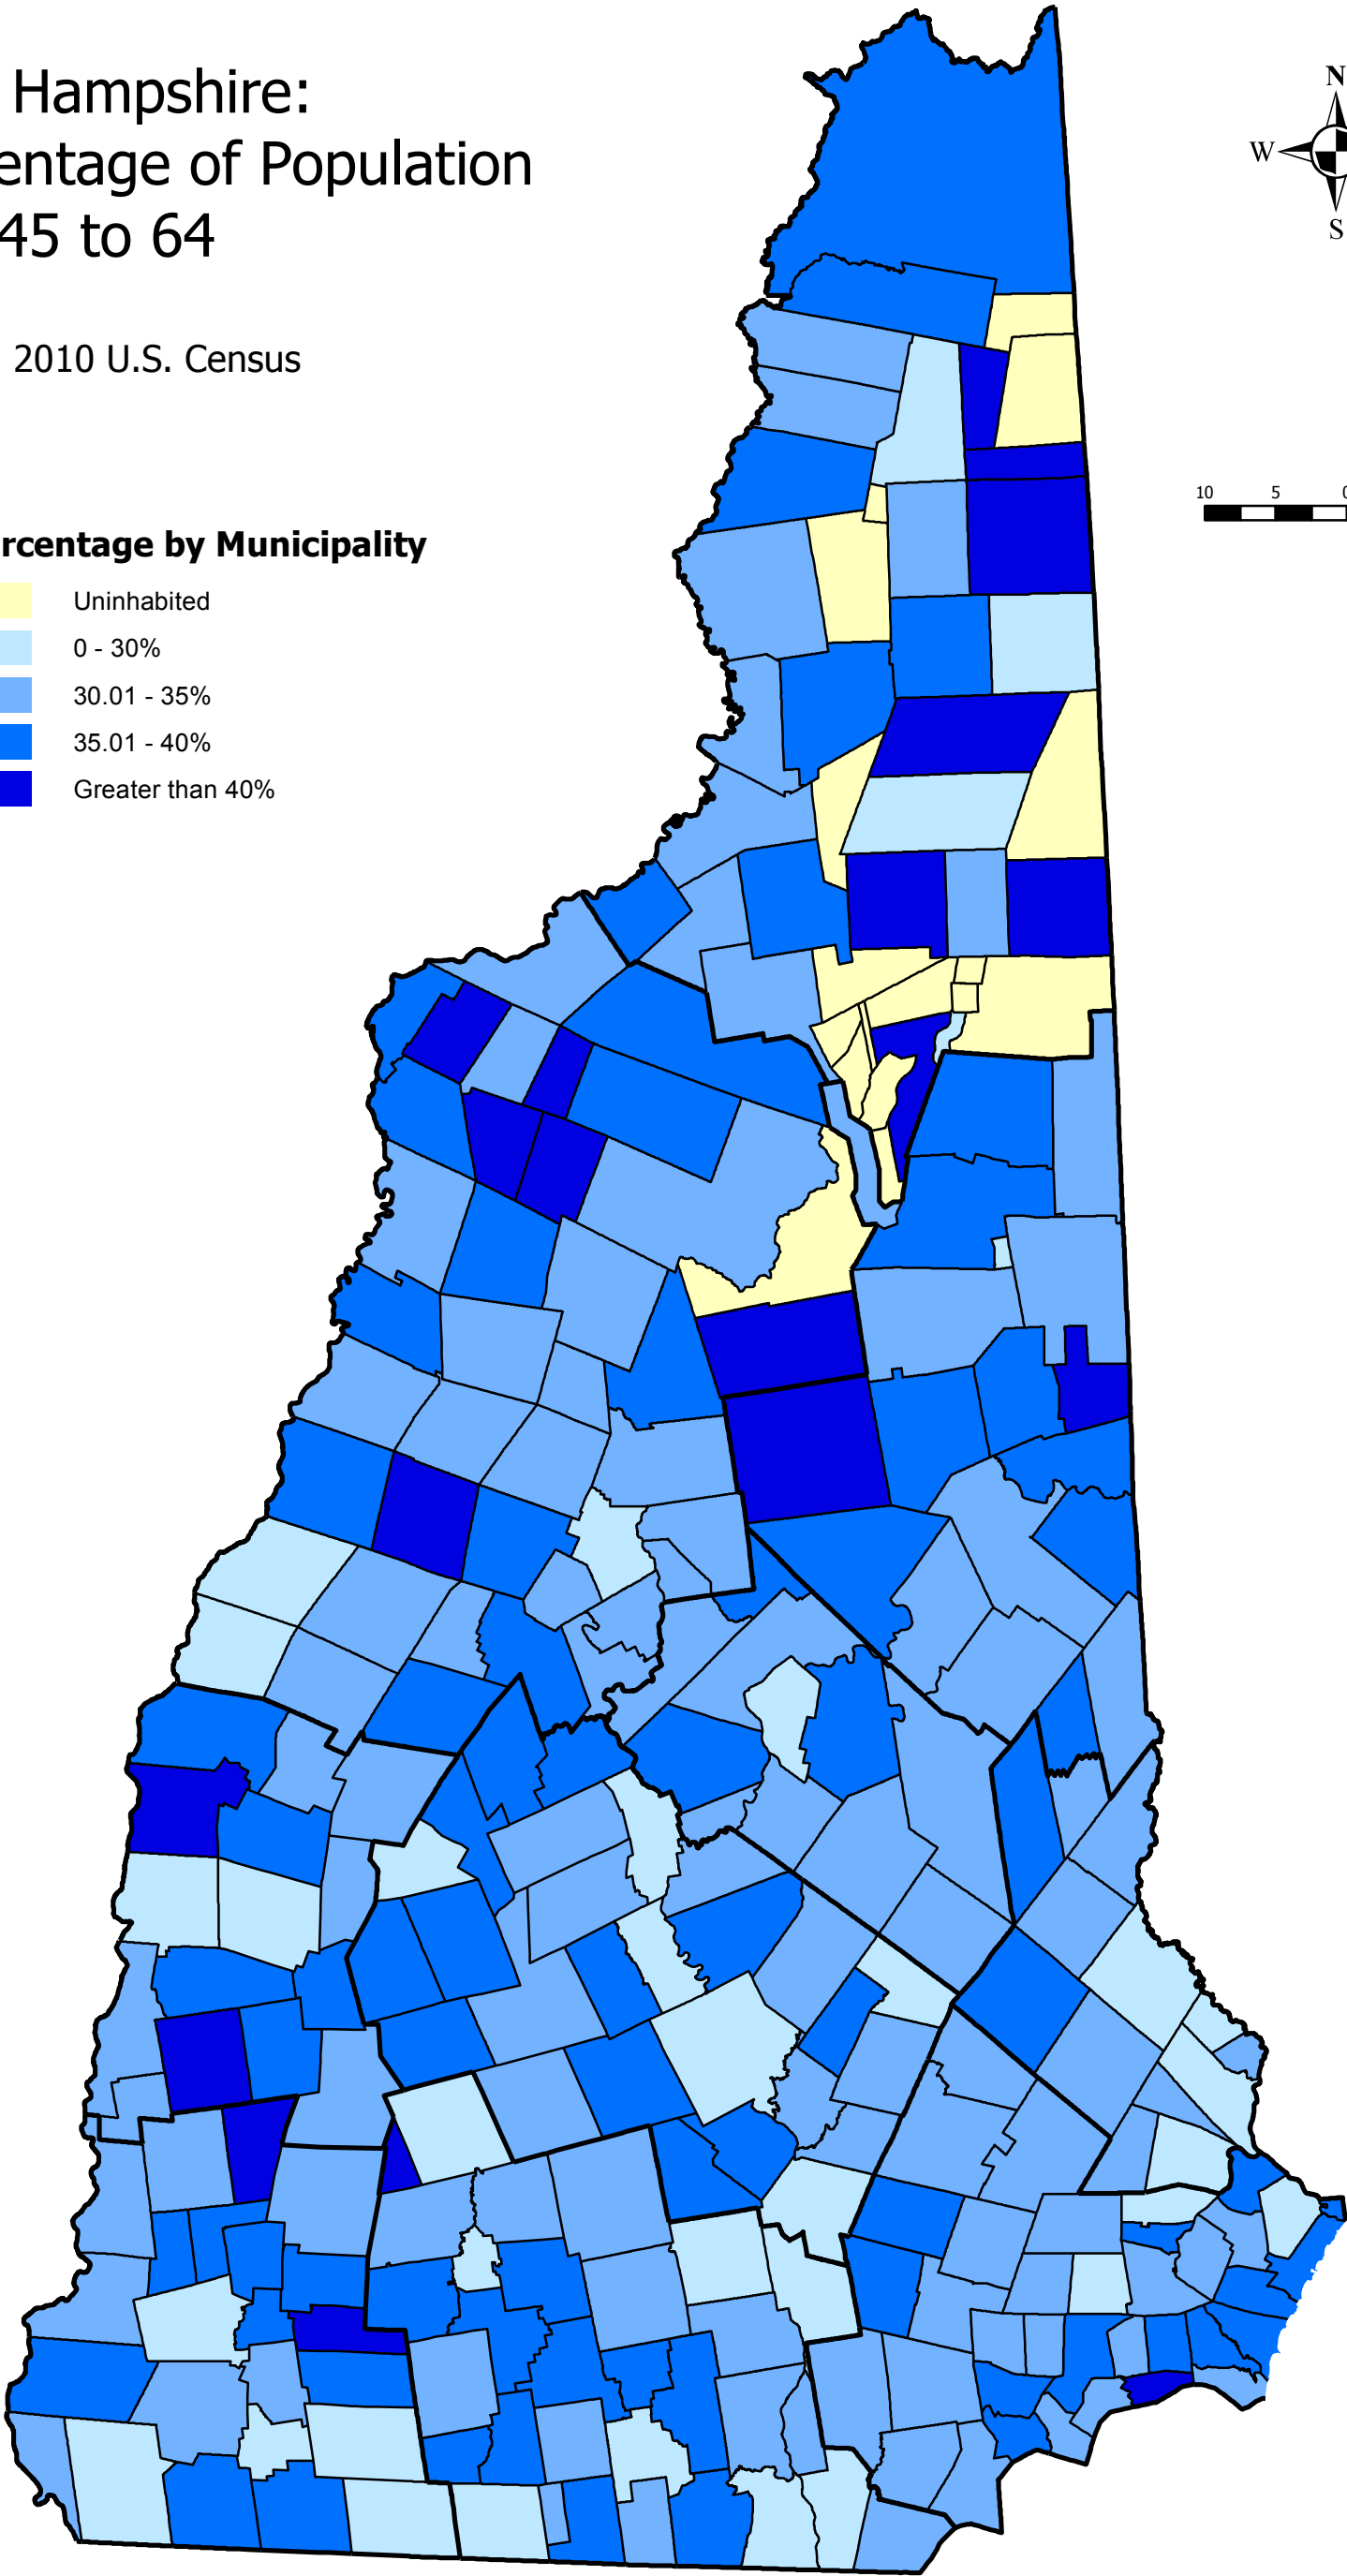 Hampshire:
entage of Population
45 to 64
2010 U.S. Census
N
W
S
10 5 0
rcentage by Municipality
Uninhabited
0 - 30%
30.01 - 35%
35.01 - 40%
Greater than 40%